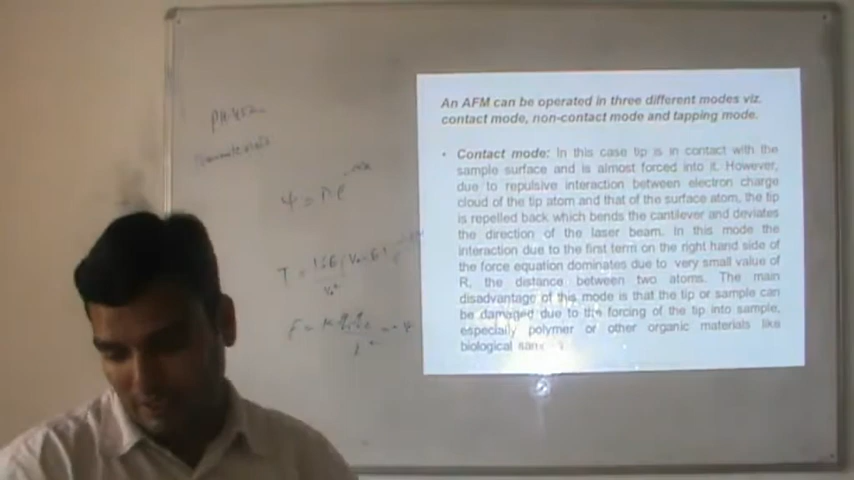 PH-452
ψ = A e
T = 16E(V₀-E) e
V₀²
F = K q₁q₂
r²
An AFM can be operated in three different modes viz.
contact mode, non-contact mode and tapping mode.
• Contact mode: In this case tip is in contact with the
sample surface and is almost forced into it. However,
due to repulsive interaction between electron charge
cloud of the tip atom and that of the surface atom, the tip
is repelled back which bends the cantilever and deviates
the direction of the laser beam. In this mode the
interaction due to the first term on the right hand side of
the force equation dominates due to very small value of
R, the distance between two atoms. The main
disadvantage of this mode is that the tip or sample can
be damaged due to the forcing of the tip into sample,
especially polymer or other organic materials like
biological